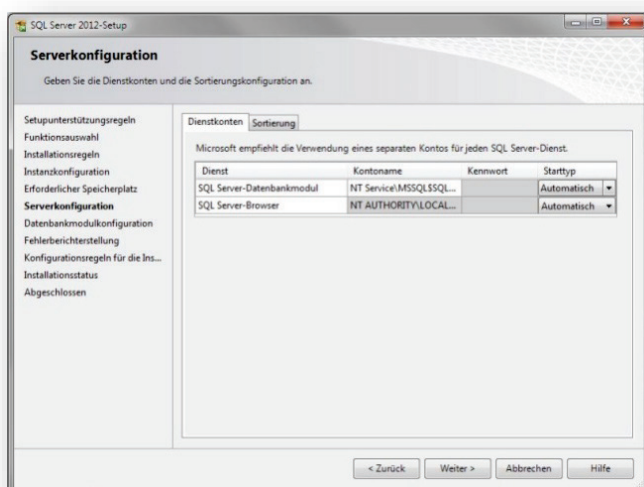 SQL Server 2012-Setup
Serverkonfiguration
Geben Sie die Dienstkonten und die Sortierungskonfiguration an.
Setupunterstützungsregeln
Funktionsauswahl
Installationsregeln
Instanzkonfiguration
Erforderlicher Speicherplatz
Serverkonfiguration
Datenbankmodulkonfiguration
Fehlerberichterstellung
Konfigurationsregeln für die Ins...
Installationsstatus
Abgeschlossen
Dienstkonten Sortierung
Microsoft empfiehlt die Verwendung eines separaten Kontos für jeden SQL Server-Dienst.
Dienst Kontoname Kennwort Starttyp
SQL Server-Datenbankmodul NT Service\MSSQL$SQL... Automatisch
SQL Server-Browser NT AUTHORITY\LOCAL... Automatisch
< Zurück Weiter > Abbrechen Hilfe